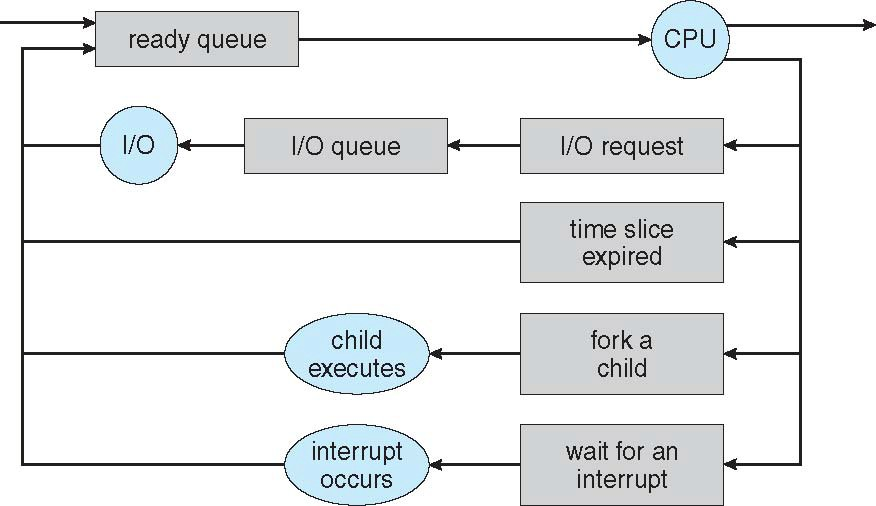 ready queue
CPU
I/O
I/O queue
I/O request
time slice
expired
child
executes
fork a
child
interrupt
occurs
wait for an
interrupt